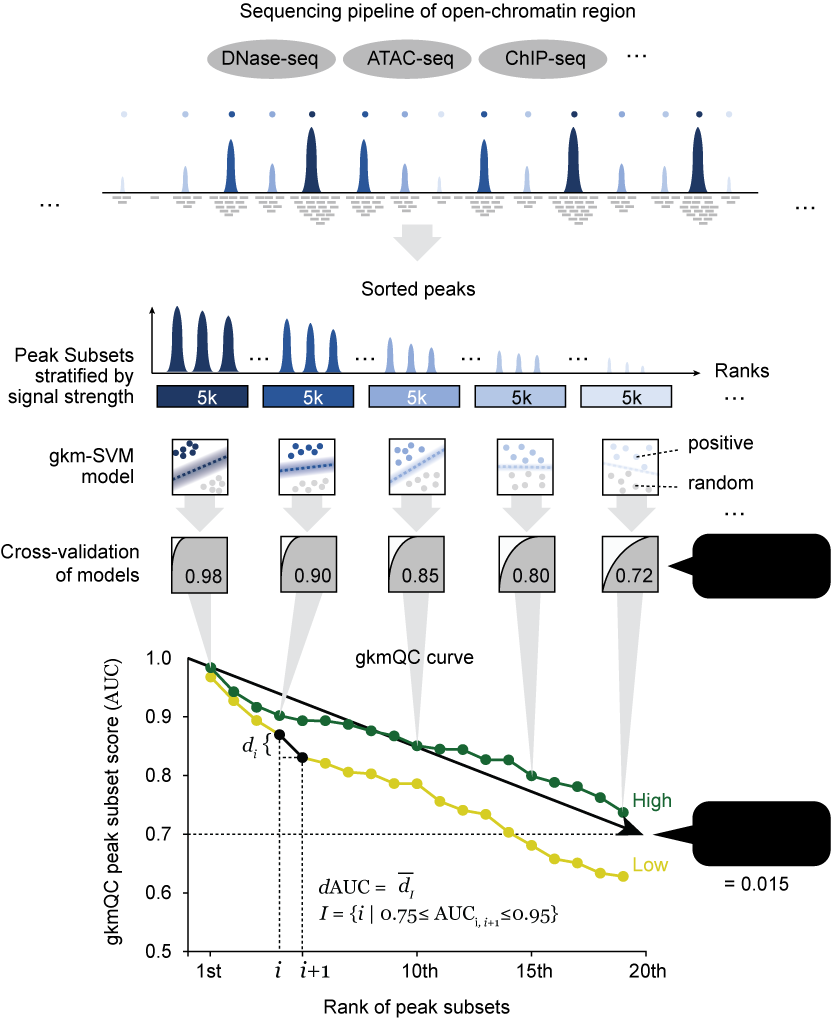 Sequencing pipeline of open-chromatin region
DNase-seq
ATAC-seq
ChIP-seq
...
...
...
Sorted peaks
Peak Subsets
stratified by
signal strength
...
...
...
...
Ranks
5k
5k
5k
5k
5k
...
gkm-SVM
model
positive
random
...
Cross-validation
of models
0.98
0.90
0.85
0.80
0.72
gkmQC curve
gkmQC peak subset score (AUC)
1.0
0.9
0.8
0.7
0.6
0.5
di {
High
Low
= 0.015
dAUC = d̅I
I = {i | 0.75≤ AUCi, i+1≤0.95}
1st
i
i+1
10th
15th
20th
Rank of peak subsets